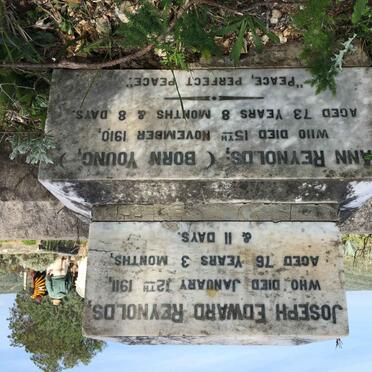 JOSEPH EDWARD REYNOLDS,
WHO DIED JANUARY 12TH 1911,
AGED 76 YEARS 3 MONTHS,
& 11 DAYS.
ANN REYNOLDS, (BORN YOUNG,)
WHO DIED 15TH NOVEMBER 1910,
AGED 73 YEARS 8 MONTHS & 8 DAYS.
"PEACE, PERFECT PEACE."